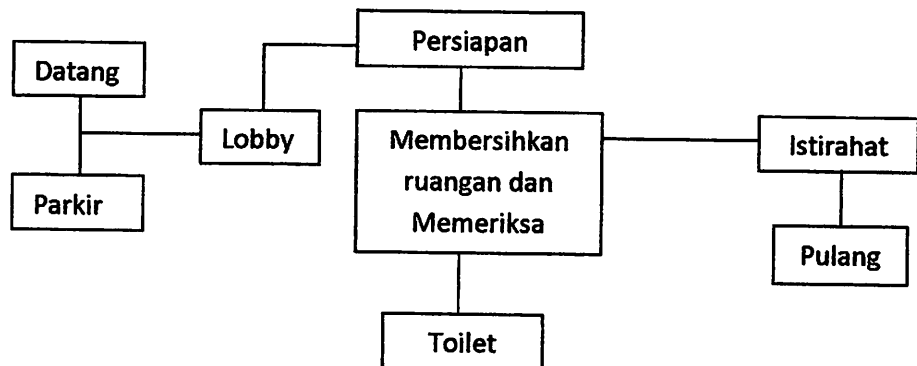 Persiapan
Datang
Lobby
Membersihkan
ruangan dan
Memeriksa
Istirahat
Parkir
Pulang
Toilet